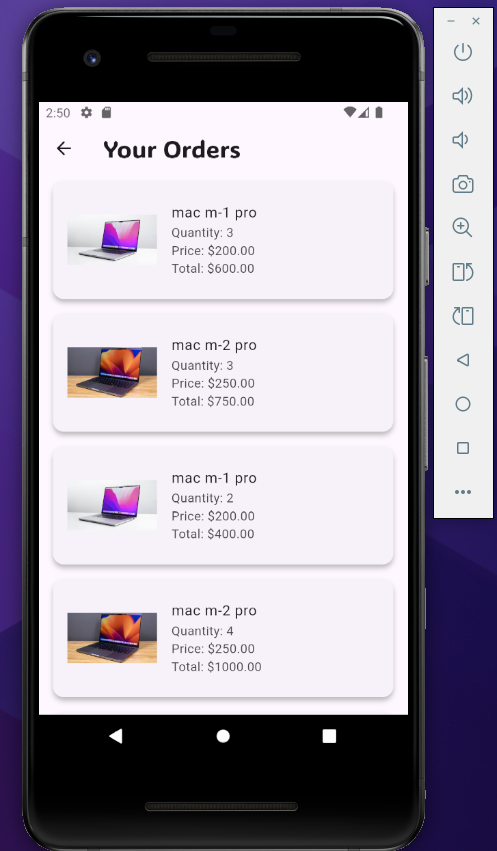 2:50
Your Orders
mac m-1 pro
Quantity: 3
Price: $200.00
Total: $600.00
mac m-2 pro
Quantity: 3
Price: $250.00
Total: $750.00
mac m-1 pro
Quantity: 2
Price: $200.00
Total: $400.00
mac m-2 pro
Quantity: 4
Price: $250.00
Total: $1000.00